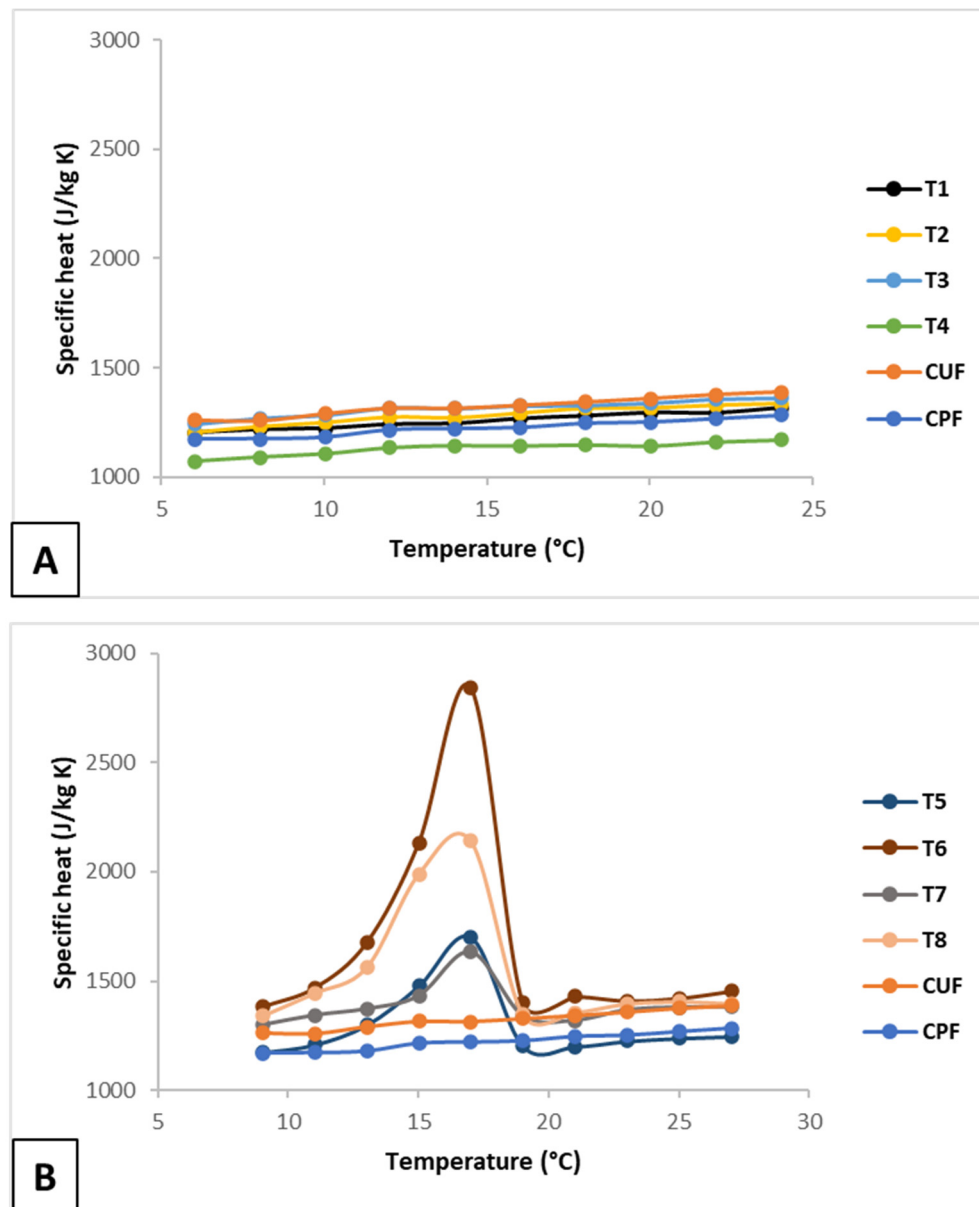 3000
2500
2000
1500
1000
Specific heat (J/kg K)
5
10
15
20
25
Temperature (°C)
T1
T2
T3
T4
CUF
CPF
A
3000
2500
2000
1500
1000
Specific heat (J/kg K)
5
10
15
20
25
30
Temperature (°C)
T5
T6
T7
T8
CUF
CPF
B